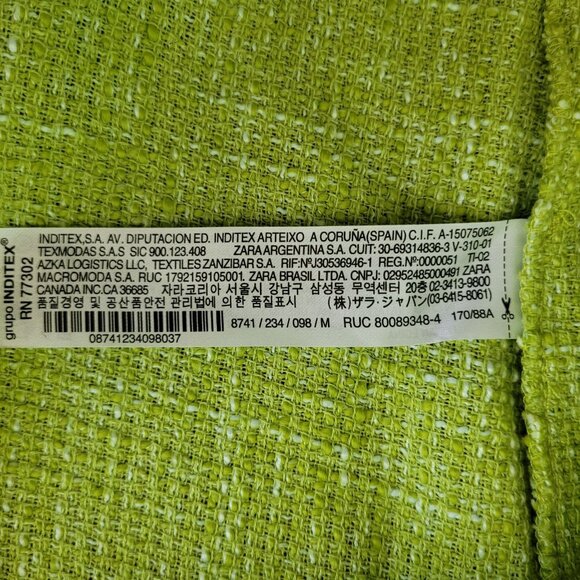 grupo INDITEX®
RN 77302
INDITEX,S.A. AV. DIPUTACION ED. INDITEX ARTEIXO A CORUÑA(SPAIN) C.I.F. A-15075062
TEXMODAS S.A.S SIC 900.123.408 ZARA ARGENTINA S.A. CUIT: 30-69314836-3 V-310-01
AZKA LOGISTICS LLC, TEXTILES ZANZIBAR S.A. RIF:NºJ30536946-1 REG.Nº:0000051 TI-02
MACROMODA S.A. RUC 1792159105001. ZARA BRASIL LTDA. CNPJ: 02952485000491 ZARA
CANADA INC.CA 36685 자라코리아 서울시 강남구 삼성동 무역센터 20층 02-3413-9800
품질경영 및 공산품안전 관리법에 의한 품질표시 (株) ザラ・ジャパン(03-6415-8061)
8741 / 234 / 098 / M RUC 80089348-4 170/88A
08741234098037